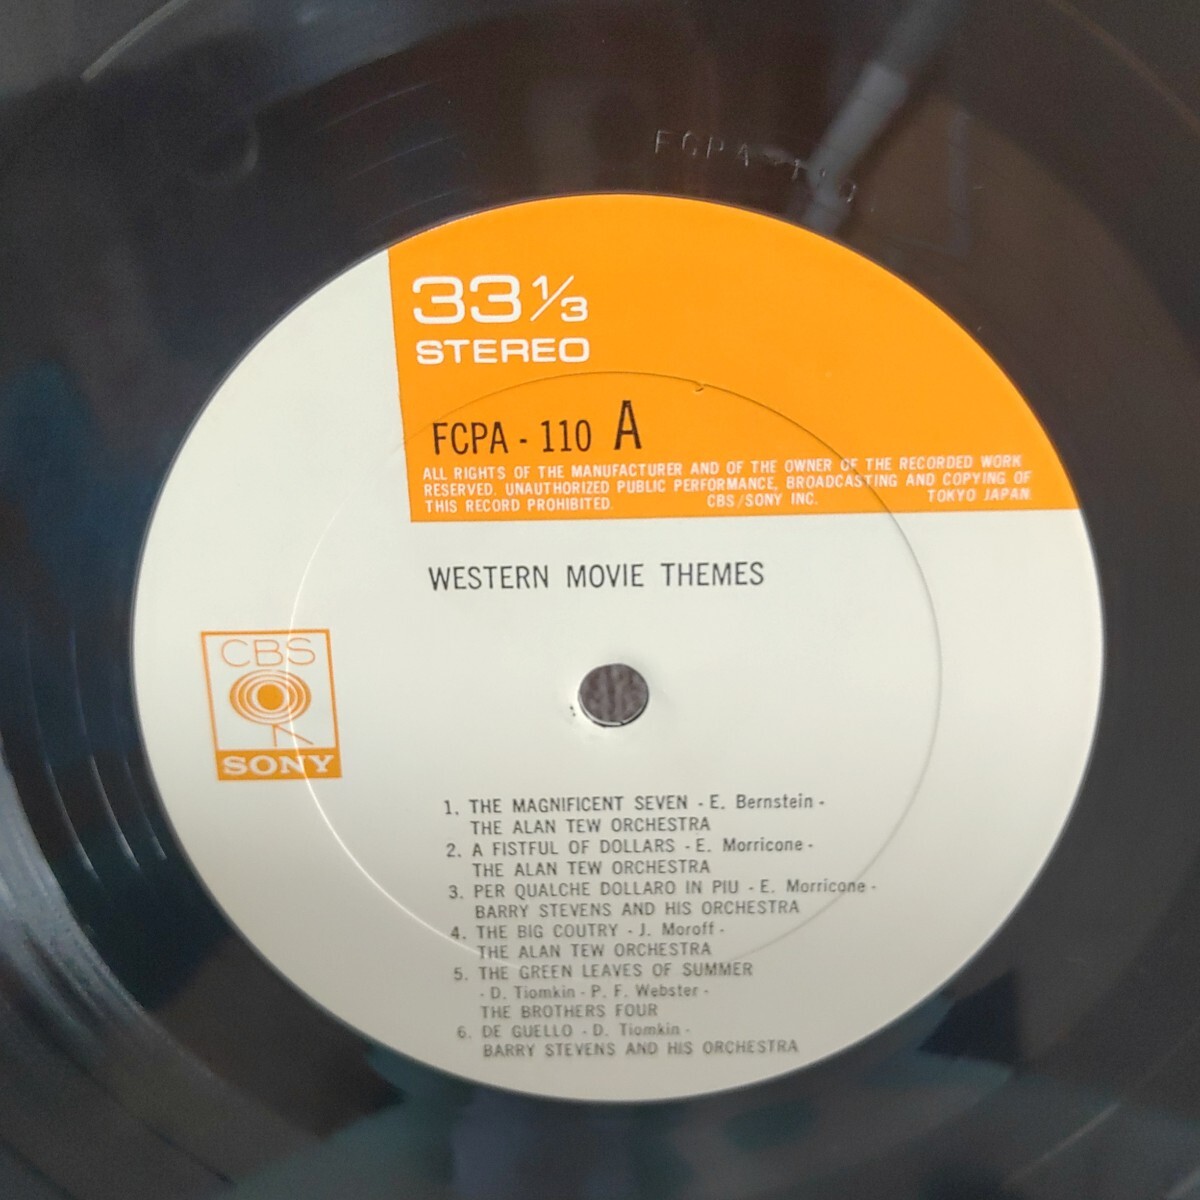 33 1/3
STEREO
FCPA - 110 A
ALL RIGHTS OF THE MANUFACTURER AND OF THE OWNER OF THE RECORDED WORK
RESERVED. UNAUTHORIZED PUBLIC PERFORMANCE, BROADCASTING AND COPYING OF
THIS RECORD PROHIBITED. CBS/SONY INC. TOKYO JAPAN
WESTERN MOVIE THEMES
CBS
SONY
1. THE MAGNIFICENT SEVEN - E. Bernstein -
THE ALAN TEW ORCHESTRA
2. A FISTFUL OF DOLLARS - E. Morricone -
THE ALAN TEW ORCHESTRA
3. PER QUALCHE DOLLARO IN PIU - E. Morricone -
BARRY STEVENS AND HIS ORCHESTRA
4. THE BIG COUTRY - J. Moroff -
THE ALAN TEW ORCHESTRA
5. THE GREEN LEAVES OF SUMMER
- D. Tiomkin - P. F. Webster -
THE BROTHERS FOUR
6. DE GUELLO - D. Tiomkin -
BARRY STEVENS AND HIS ORCHESTRA